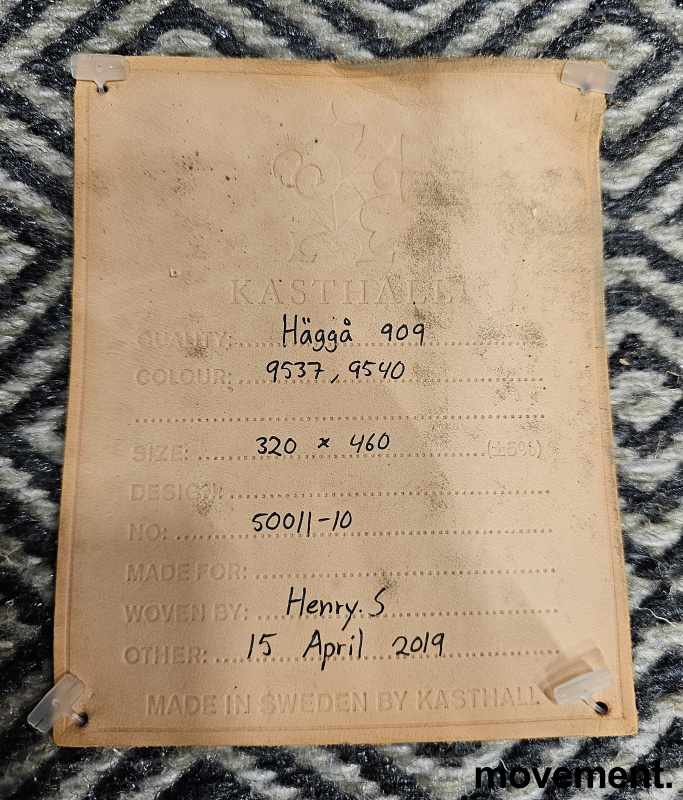 KASTHALL
QUALITY: Häggå 909
COLOUR: 9537, 9540
SIZE: 320 x 460 (±5%)
DESIGN:
NO: 50011-10
MADE FOR:
WOVEN BY: Henry. S
OTHER: 15 April 2019
MADE IN SWEDEN BY KASTHALL
movement.